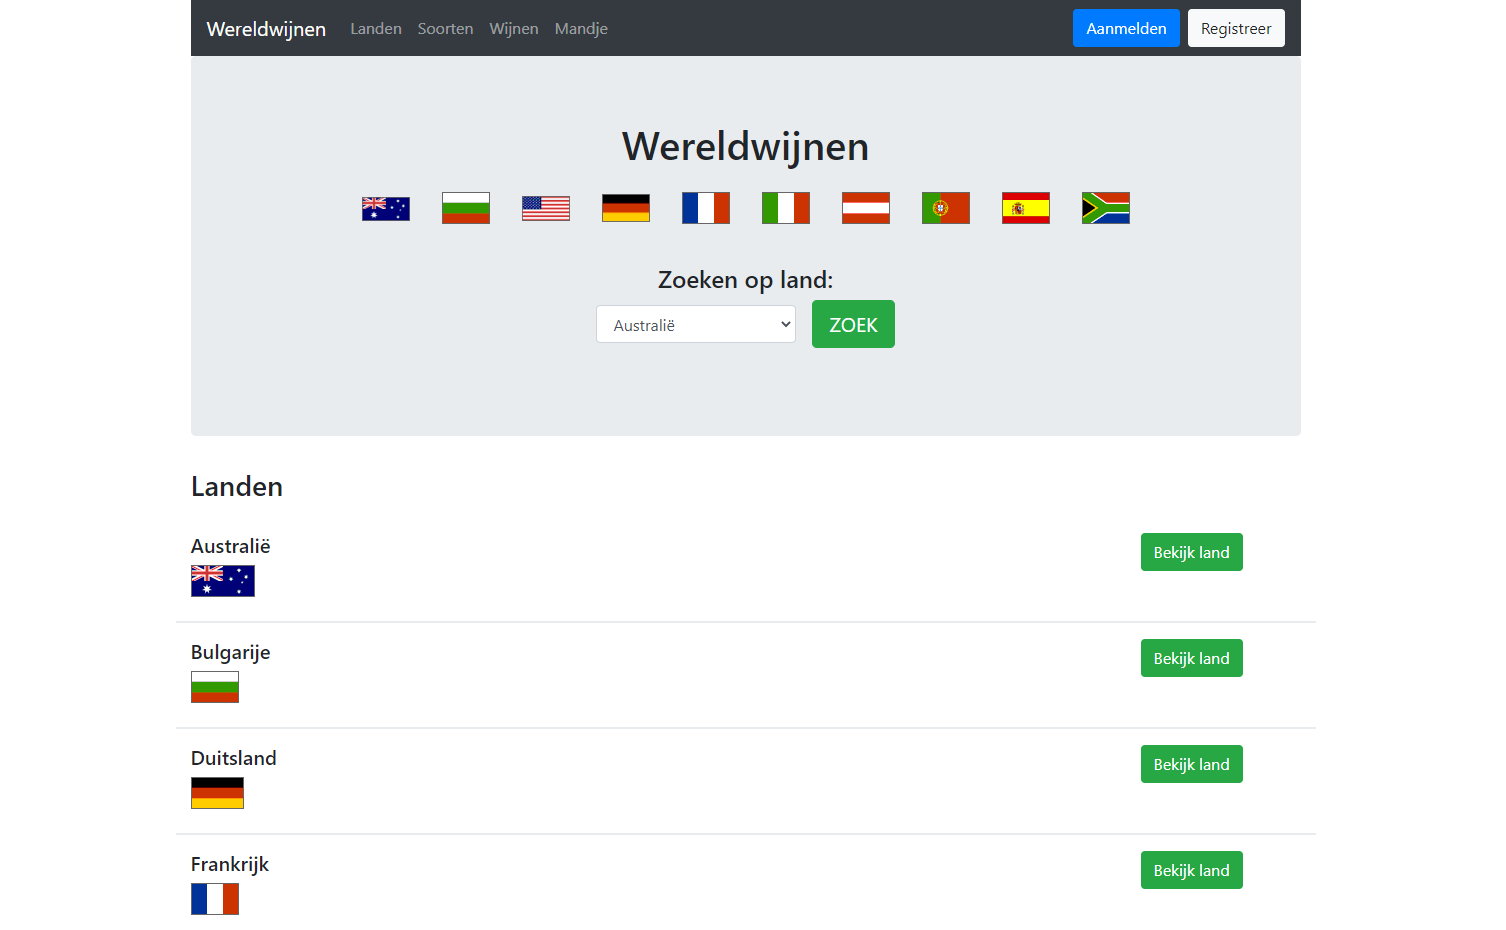 Wereldwijnen Landen Soorten Wijnen Mandje Aanmelden Registreer
Wereldwijnen
Zoeken op land:
Australië ZOEK
Landen
Australië Bekijk land
Bulgarije Bekijk land
Duitsland Bekijk land
Frankrijk Bekijk land